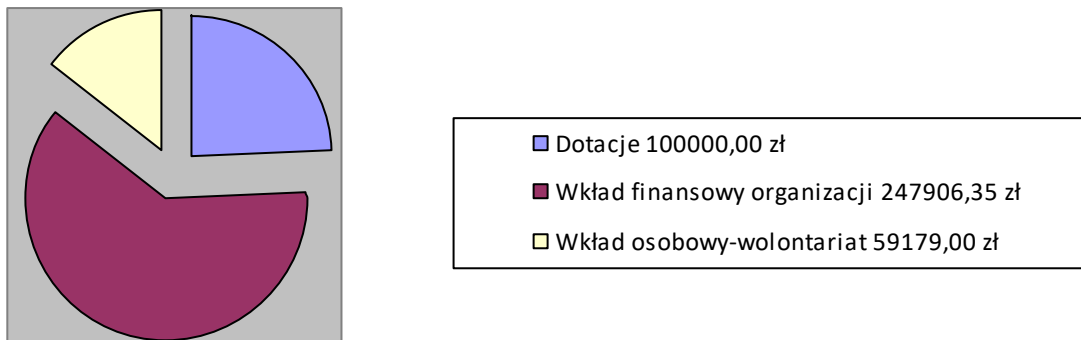 Dotacje 100000,00 zł
Wkład finansowy organizacji 247906,35 zł
Wkład osobowy-wolontariat 59179,00 zł